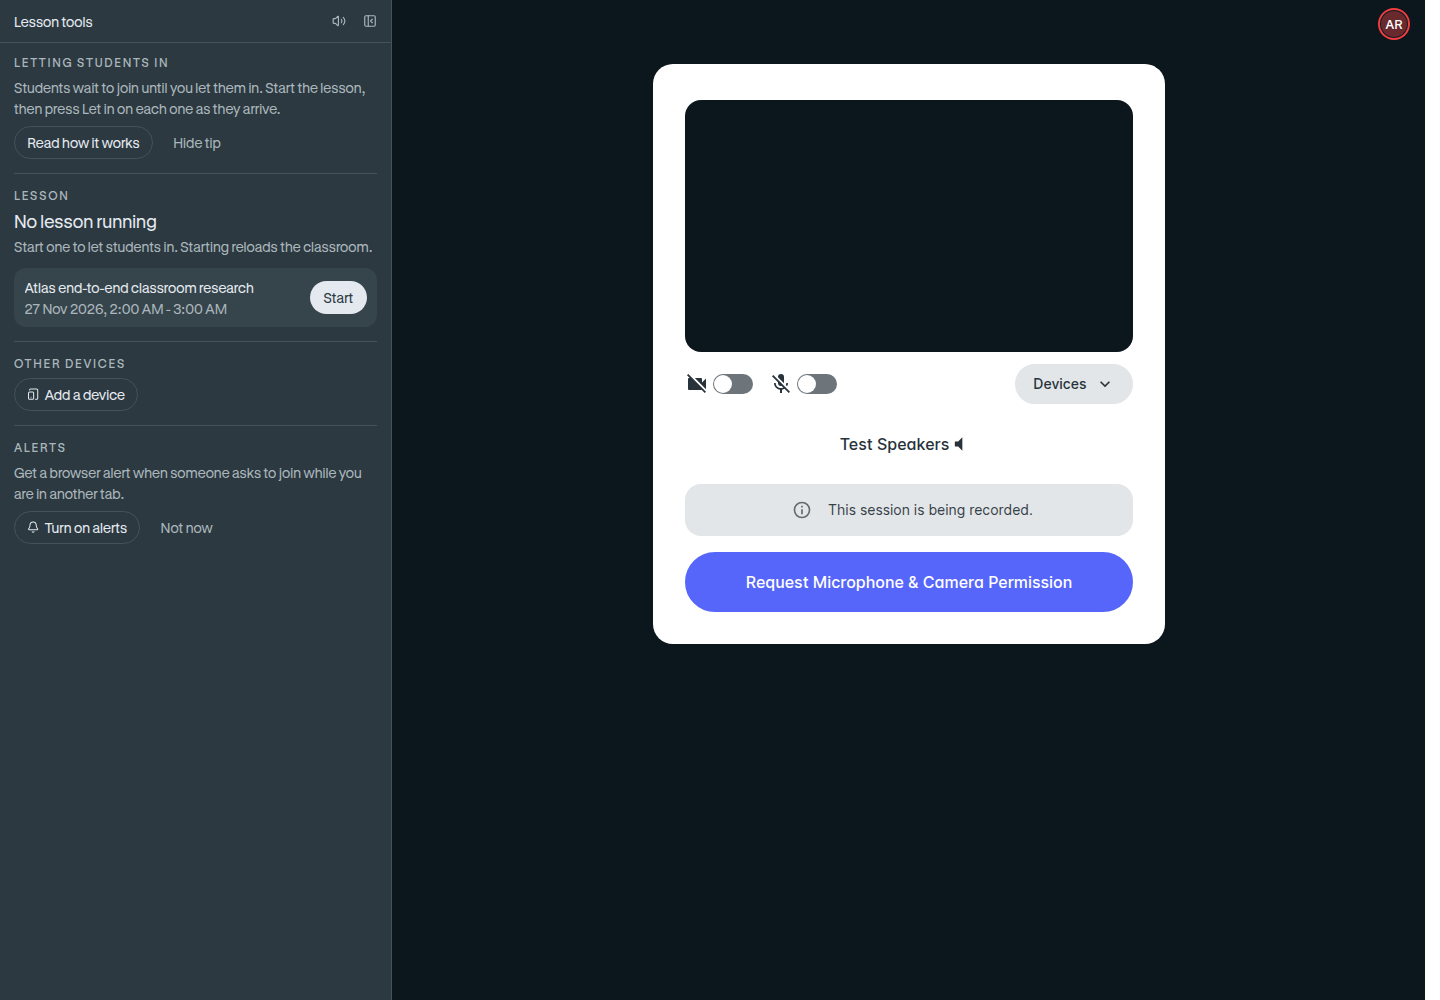 Lesson tools
AR
LETTING STUDENTS IN
Students wait to join until you let them in. Start the lesson,
then press Let in on each one as they arrive.
Read how it works
Hide tip
LESSON
No lesson running
Start one to let students in. Starting reloads the classroom.
Atlas end-to-end classroom research
27 Nov 2026, 2:00 AM - 3:00 AM
Start
OTHER DEVICES
Add a device
ALERTS
Get a browser alert when someone asks to join while you
are in another tab.
Turn on alerts
Not now
Devices
Test Speakers
This session is being recorded.
Request Microphone & Camera Permission